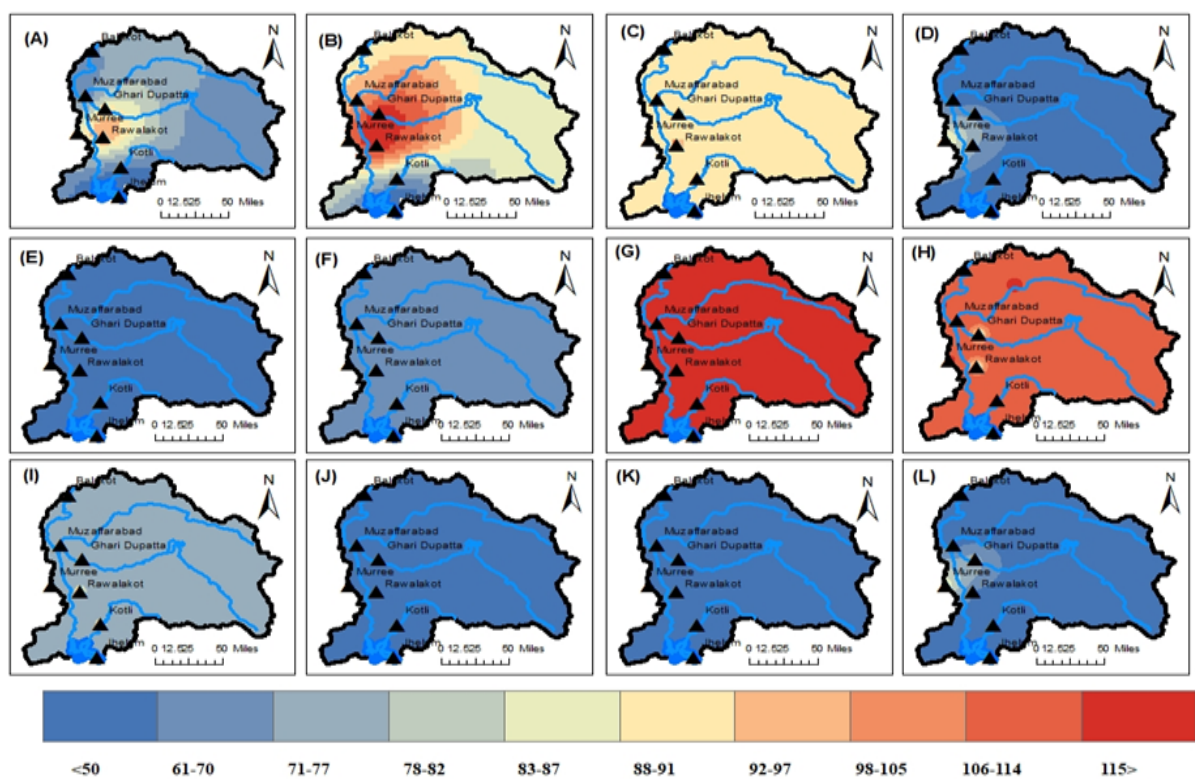 (A)
N
Balakot
Muzaffarabad
Ghari Dupatta
Murree
Rawalakot
Kotli
Jhelum
0 12.525 50 Miles
(B)
N
Balakot
Muzaffarabad
Ghari Dupatta
Murree
Rawalakot
Kotli
Jhelum
0 12.525 50 Miles
(C)
N
Balakot
Muzaffarabad
Ghari Dupatta
Murree
Rawalakot
Kotli
Jhelum
0 12.525 50 Miles
(D)
N
Balakot
Muzaffarabad
Ghari Dupatta
Murree
Rawalakot
Kotli
Jhelum
0 12.525 50 Miles
(E)
N
Balakot
Muzaffarabad
Ghari Dupatta
Murree
Rawalakot
Kotli
Jhelum
0 12.525 50 Miles
(F)
N
Balakot
Muzaffarabad
Ghari Dupatta
Murree
Rawalakot
Kotli
Jhelum
0 12.525 50 Miles
(G)
N
Balakot
Muzaffarabad
Ghari Dupatta
Murree
Rawalakot
Kotli
Jhelum
0 12.525 50 Miles
(H)
N
Balakot
Muzaffarabad
Ghari Dupatta
Murree
Rawalakot
Kotli
Jhelum
0 12.525 50 Miles
(I)
N
Balakot
Muzaffarabad
Ghari Dupatta
Murree
Rawalakot
Kotli
Jhelum
0 12.525 50 Miles
(J)
N
Balakot
Muzaffarabad
Ghari Dupatta
Murree
Rawalakot
Kotli
Jhelum
0 12.525 50 Miles
(K)
N
Balakot
Muzaffarabad
Ghari Dupatta
Murree
Rawalakot
Kotli
Jhelum
0 12.525 50 Miles
(L)
N
Balakot
Muzaffarabad
Ghari Dupatta
Murree
Rawalakot
Kotli
Jhelum
0 12.525 50 Miles
<50 61-70 71-77 78-82 83-87 88-91 92-97 98-105 106-114 115>